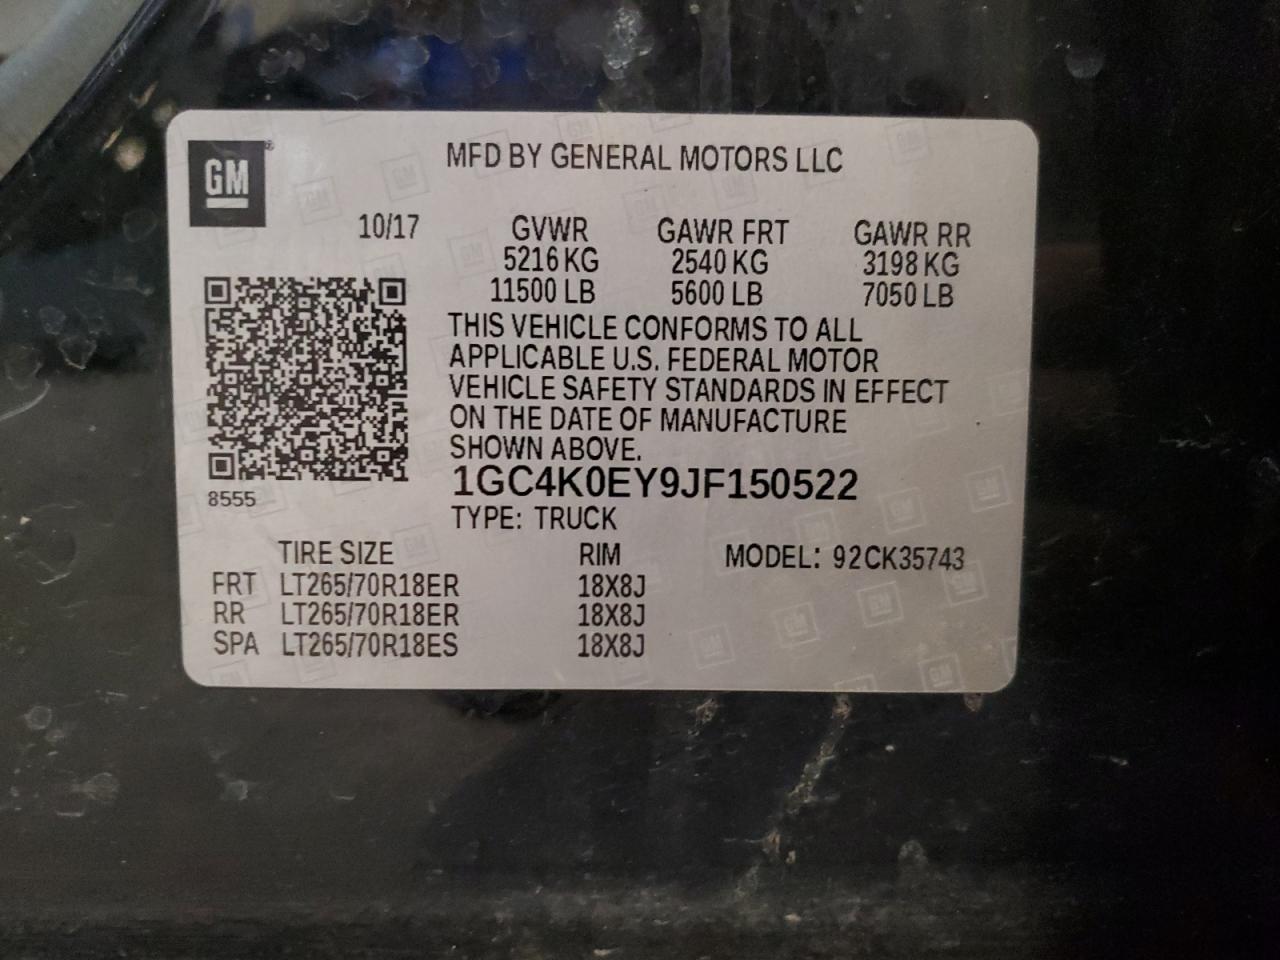 GM
MFD BY GENERAL MOTORS LLC
10/17 GVWR GAWR FRT GAWR RR
5216 KG 2540 KG 3198 KG
11500 LB 5600 LB 7050 LB
THIS VEHICLE CONFORMS TO ALL
APPLICABLE U.S. FEDERAL MOTOR
VEHICLE SAFETY STANDARDS IN EFFECT
ON THE DATE OF MANUFACTURE
SHOWN ABOVE.
8555
1GC4K0EY9JF150522
TYPE: TRUCK
TIRE SIZE RIM MODEL: 92CK35743
FRT LT265/70R18ER 18X8J
RR LT265/70R18ER 18X8J
SPA LT265/70R18ES 18X8J